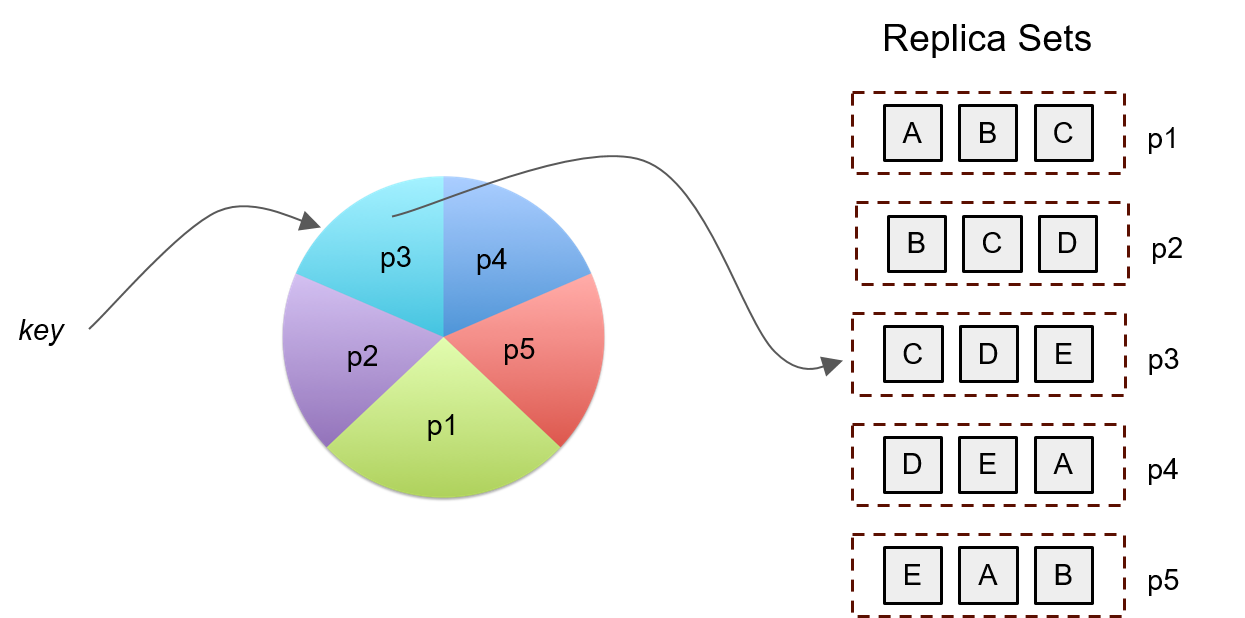 Replica Sets
key
p3
p4
p2
p5
p1
A B C p1
B C D p2
C D E p3
D E A p4
E A B p5